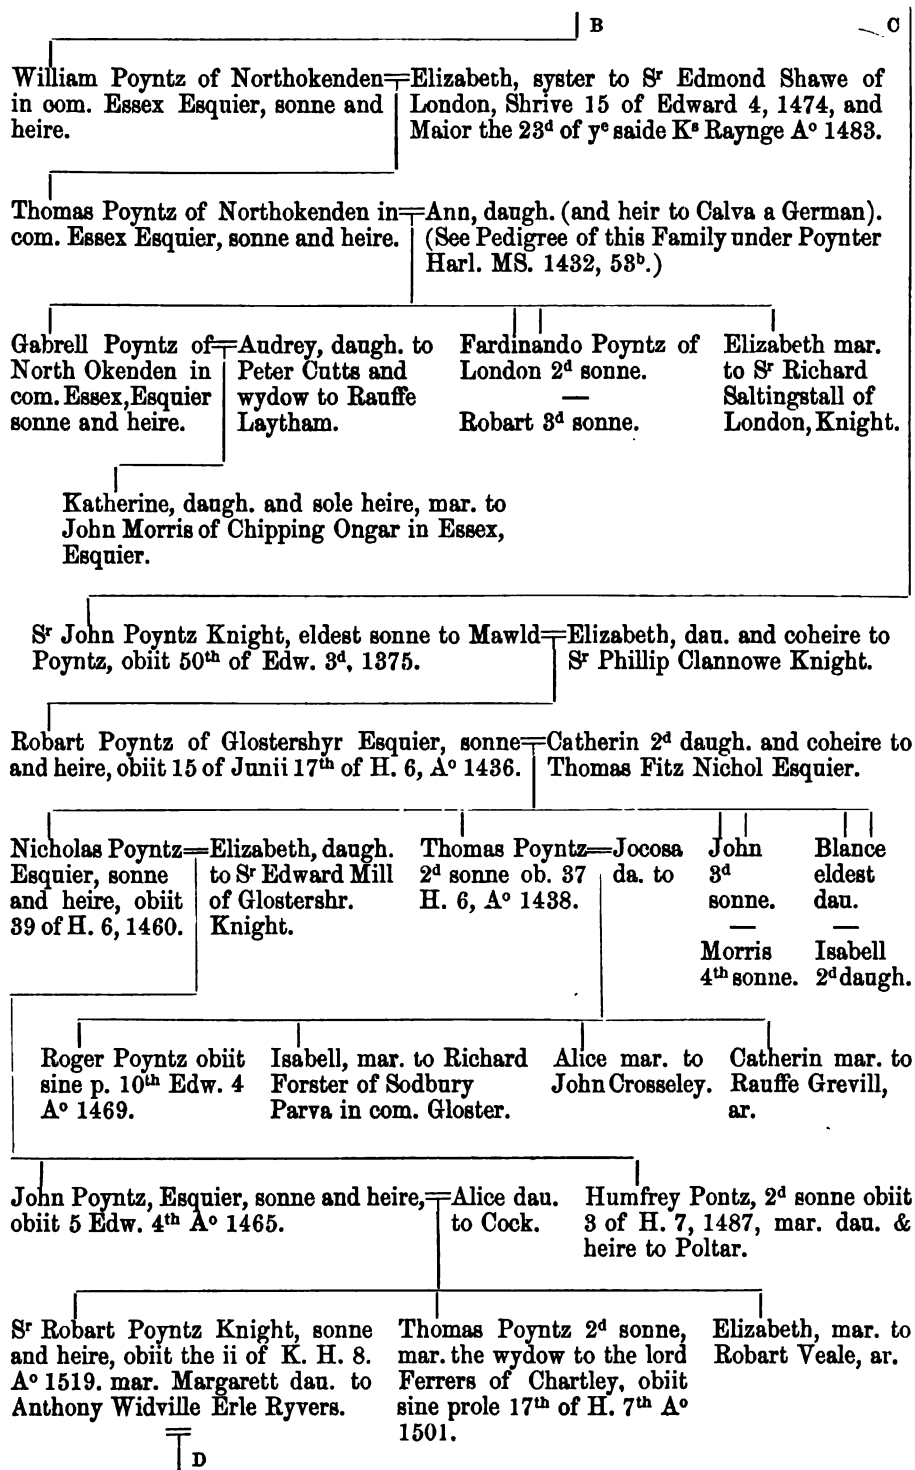 B
C
William Poyntz of Northokenden
in com. Essex Esquier, sonne and
heire.
Elizabeth, syster to Sʳ Edmond Shawe of
London, Shrive 15 of Edward 4, 1474, and
Maior the 23ᵈ of yᵉ saide Kˢ Raynge Aº 1483.
Thomas Poyntz of Northokenden in
com. Essex Esquier, sonne and heire.
Ann, daugh. (and heir to Calva a German).
(See Pedigree of this Family under Poynter
Harl. MS. 1432, 53ᵇ.)
Gabrell Poyntz of
North Okenden in
com. Essex, Esquier
sonne and heire.
Audrey, daugh. to
Peter Cutts and
wydow to Rauffe
Laytham.
Fardinando Poyntz of
London 2ᵈ sonne.
—
Robart 3ᵈ sonne.
Elizabeth mar.
to Sʳ Richard
Saltingstall of
London, Knight.
Katherine, daugh. and sole heire, mar. to
John Morris of Chipping Ongar in Essex,
Esquier.
Sʳ John Poyntz Knight, eldest sonne to Mawld
Poyntz, obiit 50ᵗʰ of Edw. 3ᵈ, 1375.
Elizabeth, dau. and coheire to
Sʳ Phillip Clannowe Knight.
Robart Poyntz of Glostershyr Esquier, sonne
and heire, obiit 15 of Junii 17ᵗʰ of H. 6, Aº 1436.
Catherin 2ᵈ daugh. and coheire to
Thomas Fitz Nichol Esquier.
Nicholas Poyntz
Esquier, sonne
and heire, obiit
39 of H. 6, 1460.
Elizabeth, daugh.
to Sʳ Edward Mill
of Glostershr.
Knight.
Thomas Poyntz
2ᵈ sonne ob. 37
H. 6, Aº 1438.
Jocosa
da. to
John
3ᵈ
sonne.
—
Morris
4ᵗʰ sonne.
Blance
eldest
dau.
—
Isabell
2ᵈ daugh.
Roger Poyntz obiit
sine p. 10ᵗʰ Edw. 4
Aº 1469.
Isabell, mar. to Richard
Forster of Sodbury
Parva in com. Gloster.
Alice mar. to
John Crosseley.
Catherin mar. to
Rauffe Grevill,
ar.
John Poyntz, Esquier, sonne and heire,
obiit 5 Edw. 4ᵗʰ Aº 1465.
Alice dau.
to Cock.
Humfrey Pontz, 2ᵈ sonne obiit
3 of H. 7, 1487, mar. dau. &
heire to Poltar.
Sʳ Robart Poyntz Knight, sonne
and heire, obiit the ii of K. H. 8.
Aº 1519. mar. Margarett dau. to
Anthony Widville Erle Ryvers.
Thomas Poyntz 2ᵈ sonne,
mar. the wydow to the lord
Ferrers of Chartley, obiit
sine prole 17ᵗʰ of H. 7ᵗʰ Aº
1501.
Elizabeth, mar. to
Robart Veale, ar.
D